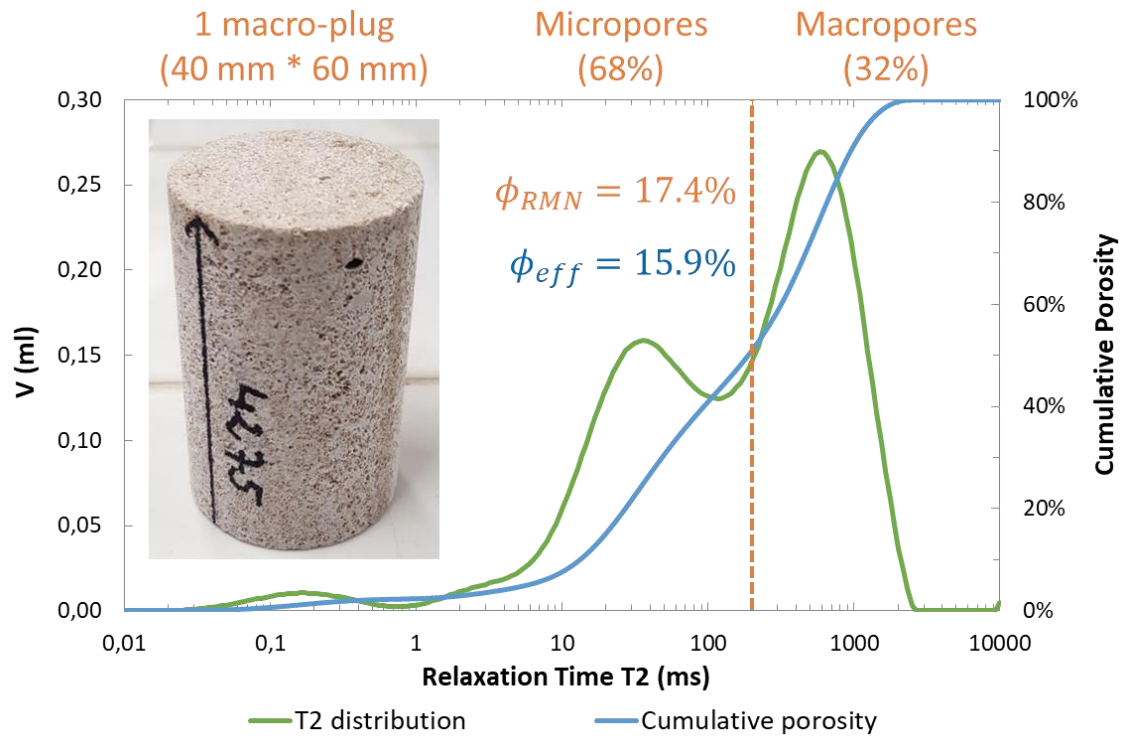 1 macro-plug
(40 mm * 60 mm)
Micropores
(68%)
Macropores
(32%)
0,30
0,25
0,20
0,15
0,10
0,05
0,00
V (ml)
4275
ϕ_RMN = 17.4%
ϕ_eff = 15.9%
100%
80%
60%
40%
20%
0%
Cumulative Porosity
0,01 0,1 1 10 100 1000 10000
Relaxation Time T2 (ms)
T2 distribution Cumulative porosity